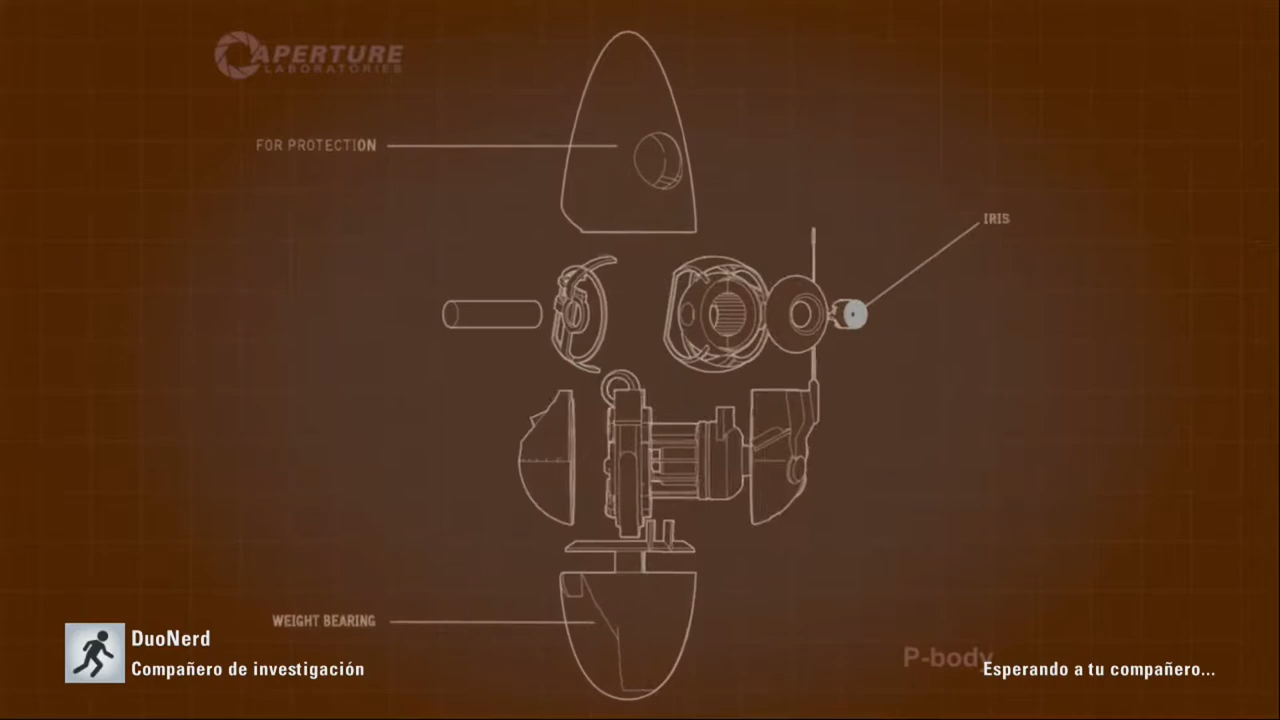 APERTURE
LABORATORIES
FOR PROTECTION
IRIS
WEIGHT BEARING
DuoNerd
Compañero de investigación
P-body
Esperando a tu compañero...